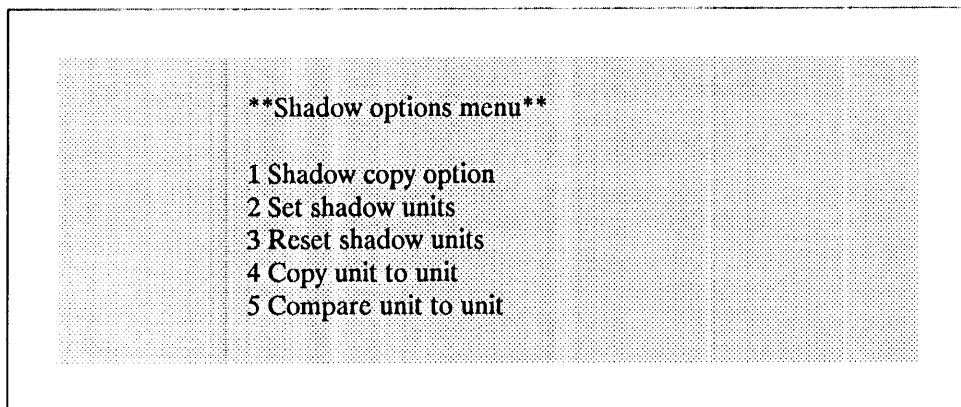 **Shadow options menu**
1 Shadow copy option
2 Set shadow units
3 Reset shadow units
4 Copy unit to unit
5 Compare unit to unit